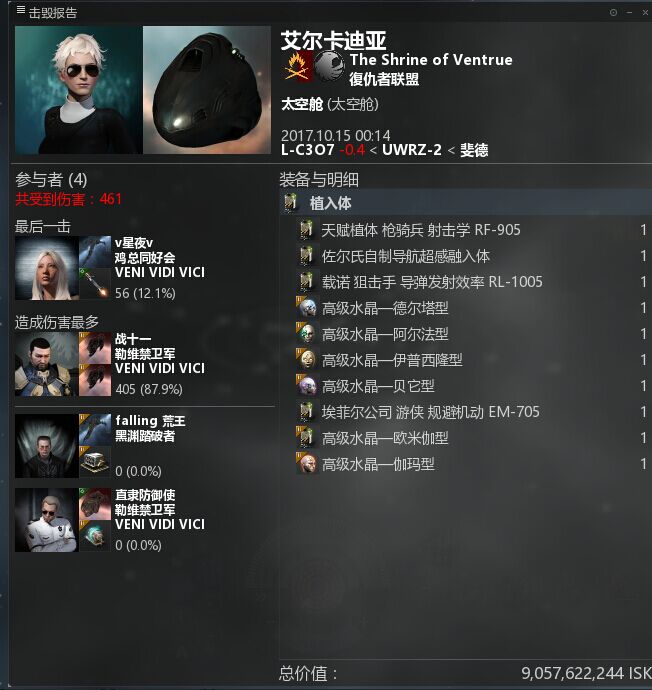 击毁报告
艾尔卡迪亚
The Shrine of Ventrue
復仇者联盟
太空舱 (太空舱)
2017.10.15 00:14
L-C3O7 -0.4 < UWRZ-2 < 斐德
参与者 (4)
共受到伤害：461
最后一击
v星夜v
鸡总同好会
VENI VIDI VICI
56 (12.1%)
造成伤害最多
战十一
勒维禁卫军
VENI VIDI VICI
405 (87.9%)
falling 荒王
黑渊踏破者
0 (0.0%)
直隶防御使
勒维禁卫军
VENI VIDI VICI
0 (0.0%)
装备与明细
植入体
天赋植体 枪骑兵 射击学 RF-905 1
佐尔氏自制导航超感融入体 1
载诺 狙击手 导弹发射效率 RL-1005 1
高级水晶—德尔塔型 1
高级水晶—阿尔法型 1
高级水晶—伊普西隆型 1
高级水晶—贝它型 1
埃菲尔公司 游侠 规避机动 EM-705 1
高级水晶—欧米伽型 1
高级水晶—伽玛型 1
总价值： 9,057,622,244 ISK